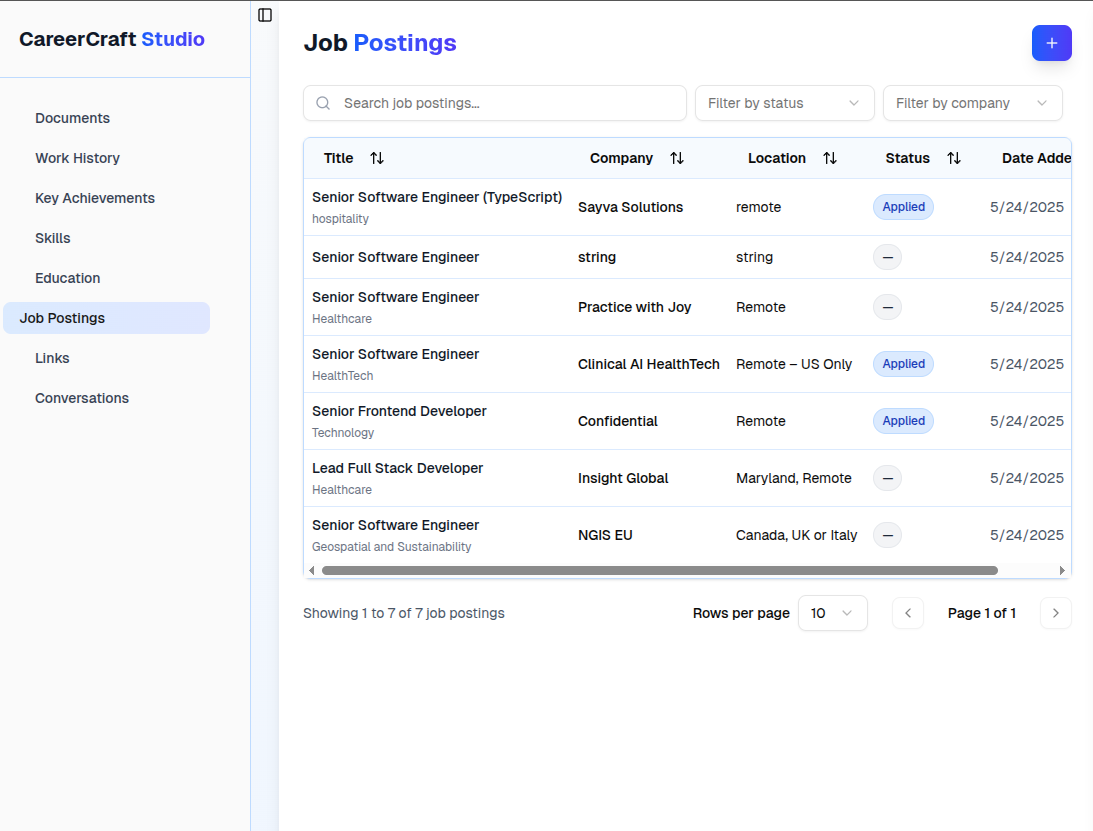 CareerCraft Studio
Documents
Work History
Key Achievements
Skills
Education
Job Postings
Links
Conversations
Job Postings
Search job postings...
Filter by status
Filter by company
Title Company Location Status Date Adde
Senior Software Engineer (TypeScript)
hospitality
Sayva Solutions remote Applied 5/24/2025
Senior Software Engineer string string — 5/24/2025
Senior Software Engineer
Healthcare
Practice with Joy Remote — 5/24/2025
Senior Software Engineer
HealthTech
Clinical AI HealthTech Remote – US Only Applied 5/24/2025
Senior Frontend Developer
Technology
Confidential Remote Applied 5/24/2025
Lead Full Stack Developer
Healthcare
Insight Global Maryland, Remote — 5/24/2025
Senior Software Engineer
Geospatial and Sustainability
NGIS EU Canada, UK or Italy — 5/24/2025
Showing 1 to 7 of 7 job postings Rows per page 10 Page 1 of 1